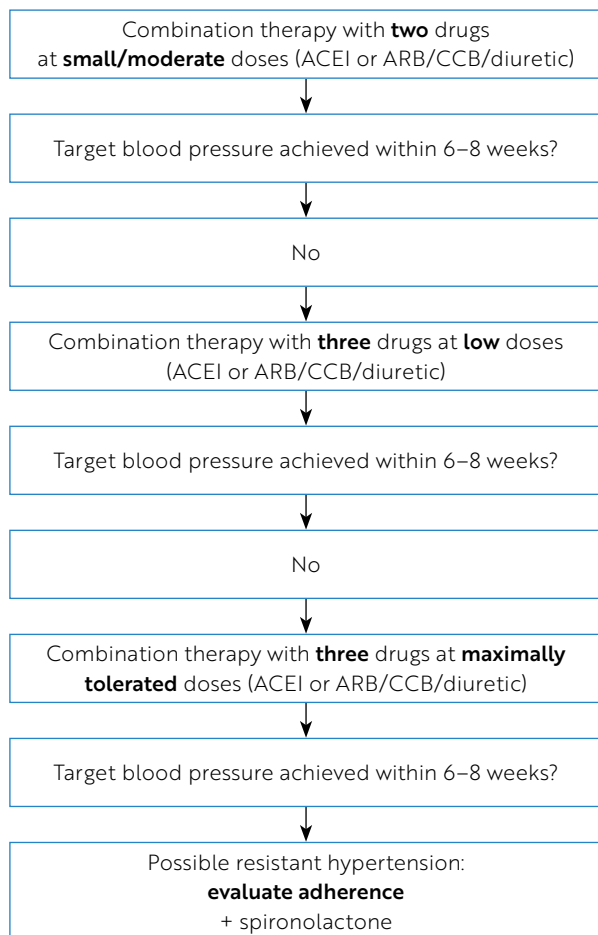 Combination therapy with two drugs
at small/moderate doses (ACEI or ARB/CCB/diuretic)
Target blood pressure achieved within 6–8 weeks?
No
Combination therapy with three drugs at low doses
(ACEI or ARB/CCB/diuretic)
Target blood pressure achieved within 6–8 weeks?
No
Combination therapy with three drugs at maximally
tolerated doses (ACEI or ARB/CCB/diuretic)
Target blood pressure achieved within 6–8 weeks?
Possible resistant hypertension:
evaluate adherence
+ spironolactone